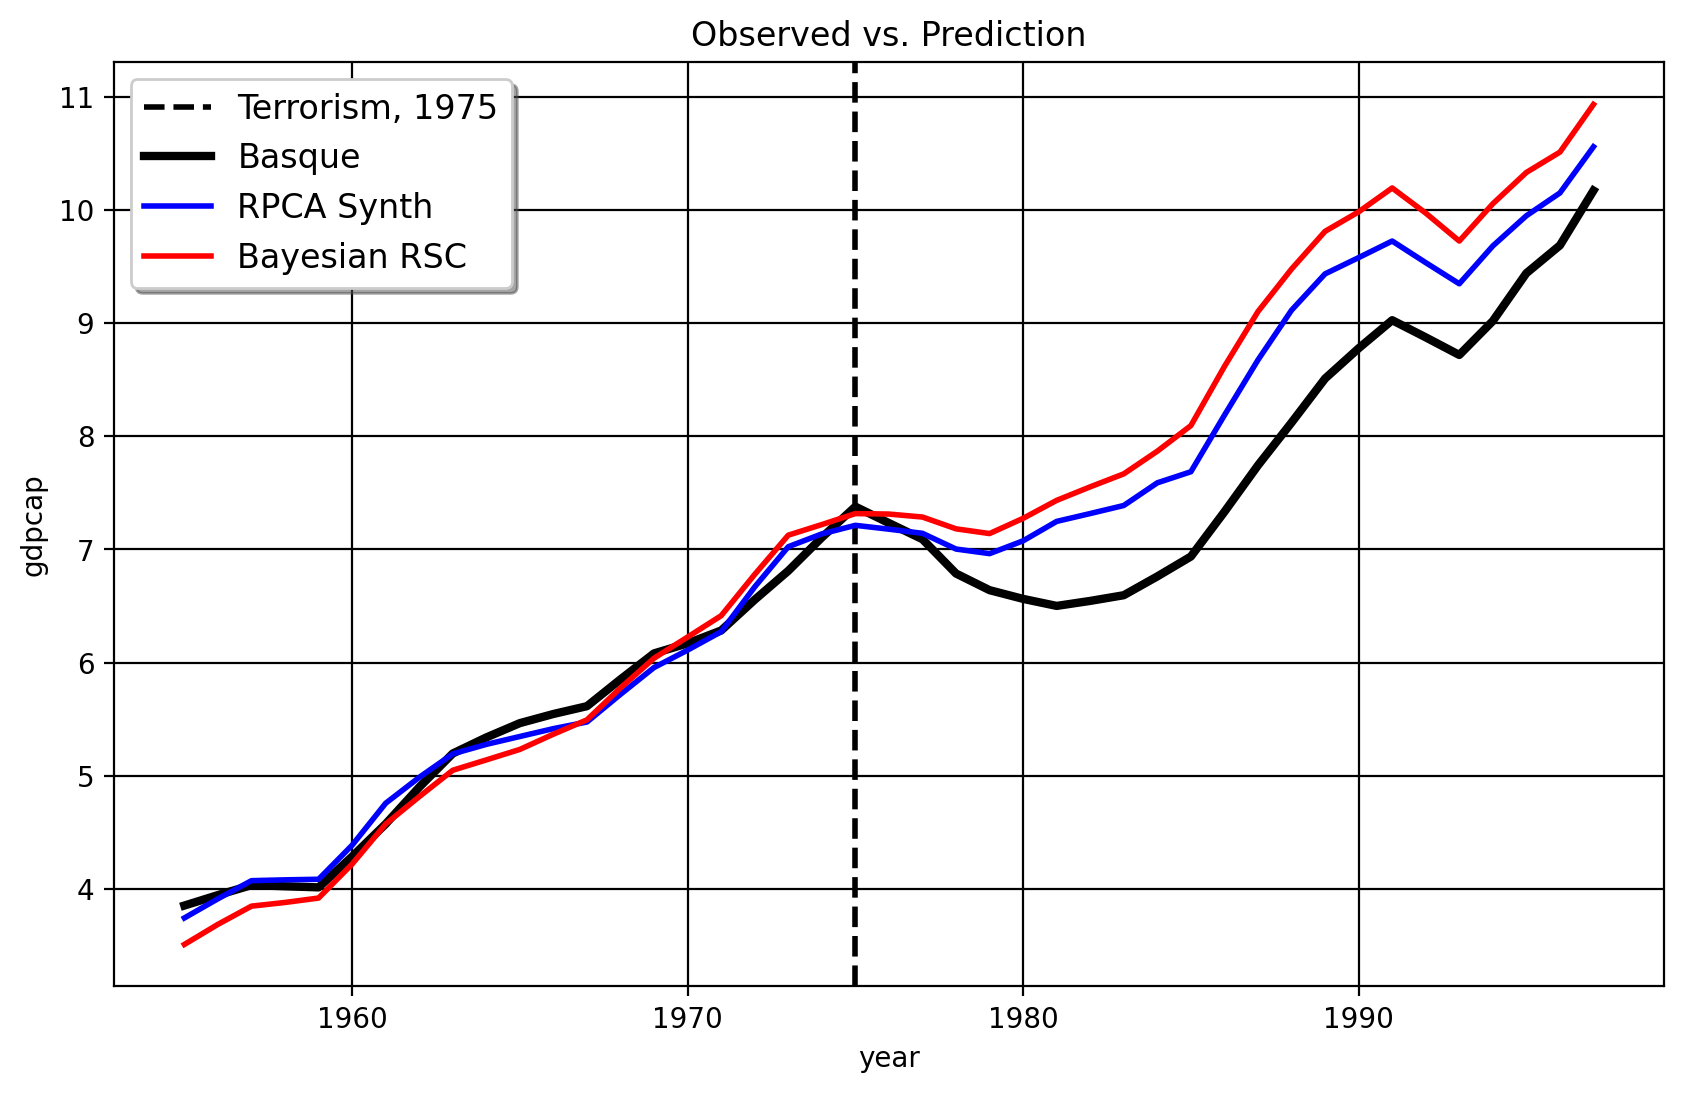 Observed vs. Prediction
Terrorism, 1975
Basque
RPCA Synth
Bayesian RSC
11
10
9
8
7
6
5
4
gdpcap
1960
1970
1980
1990
year